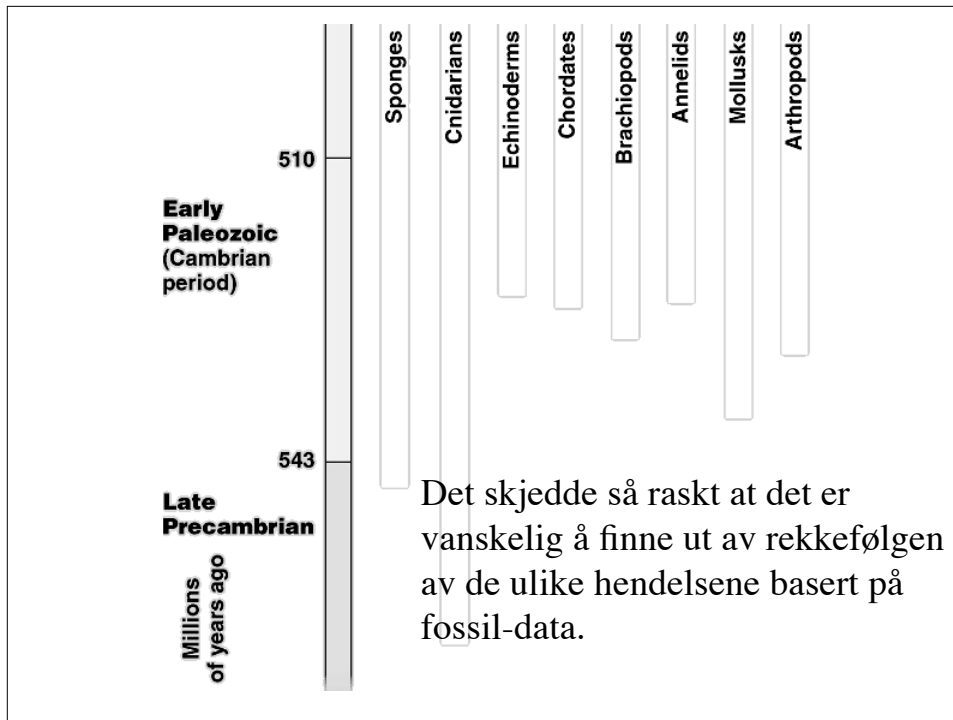 Sponges
Cnidarians
Echinoderms
Chordates
Brachiopods
Annelids
Mollusks
Arthropods
510
Early
Paleozoic
(Cambrian
period)
543
Late
Precambrian
Millions
of years ago
Det skjedde så raskt at det er
vanskelig å finne ut av rekkefølgen
av de ulike hendelsene basert på
fossil-data.